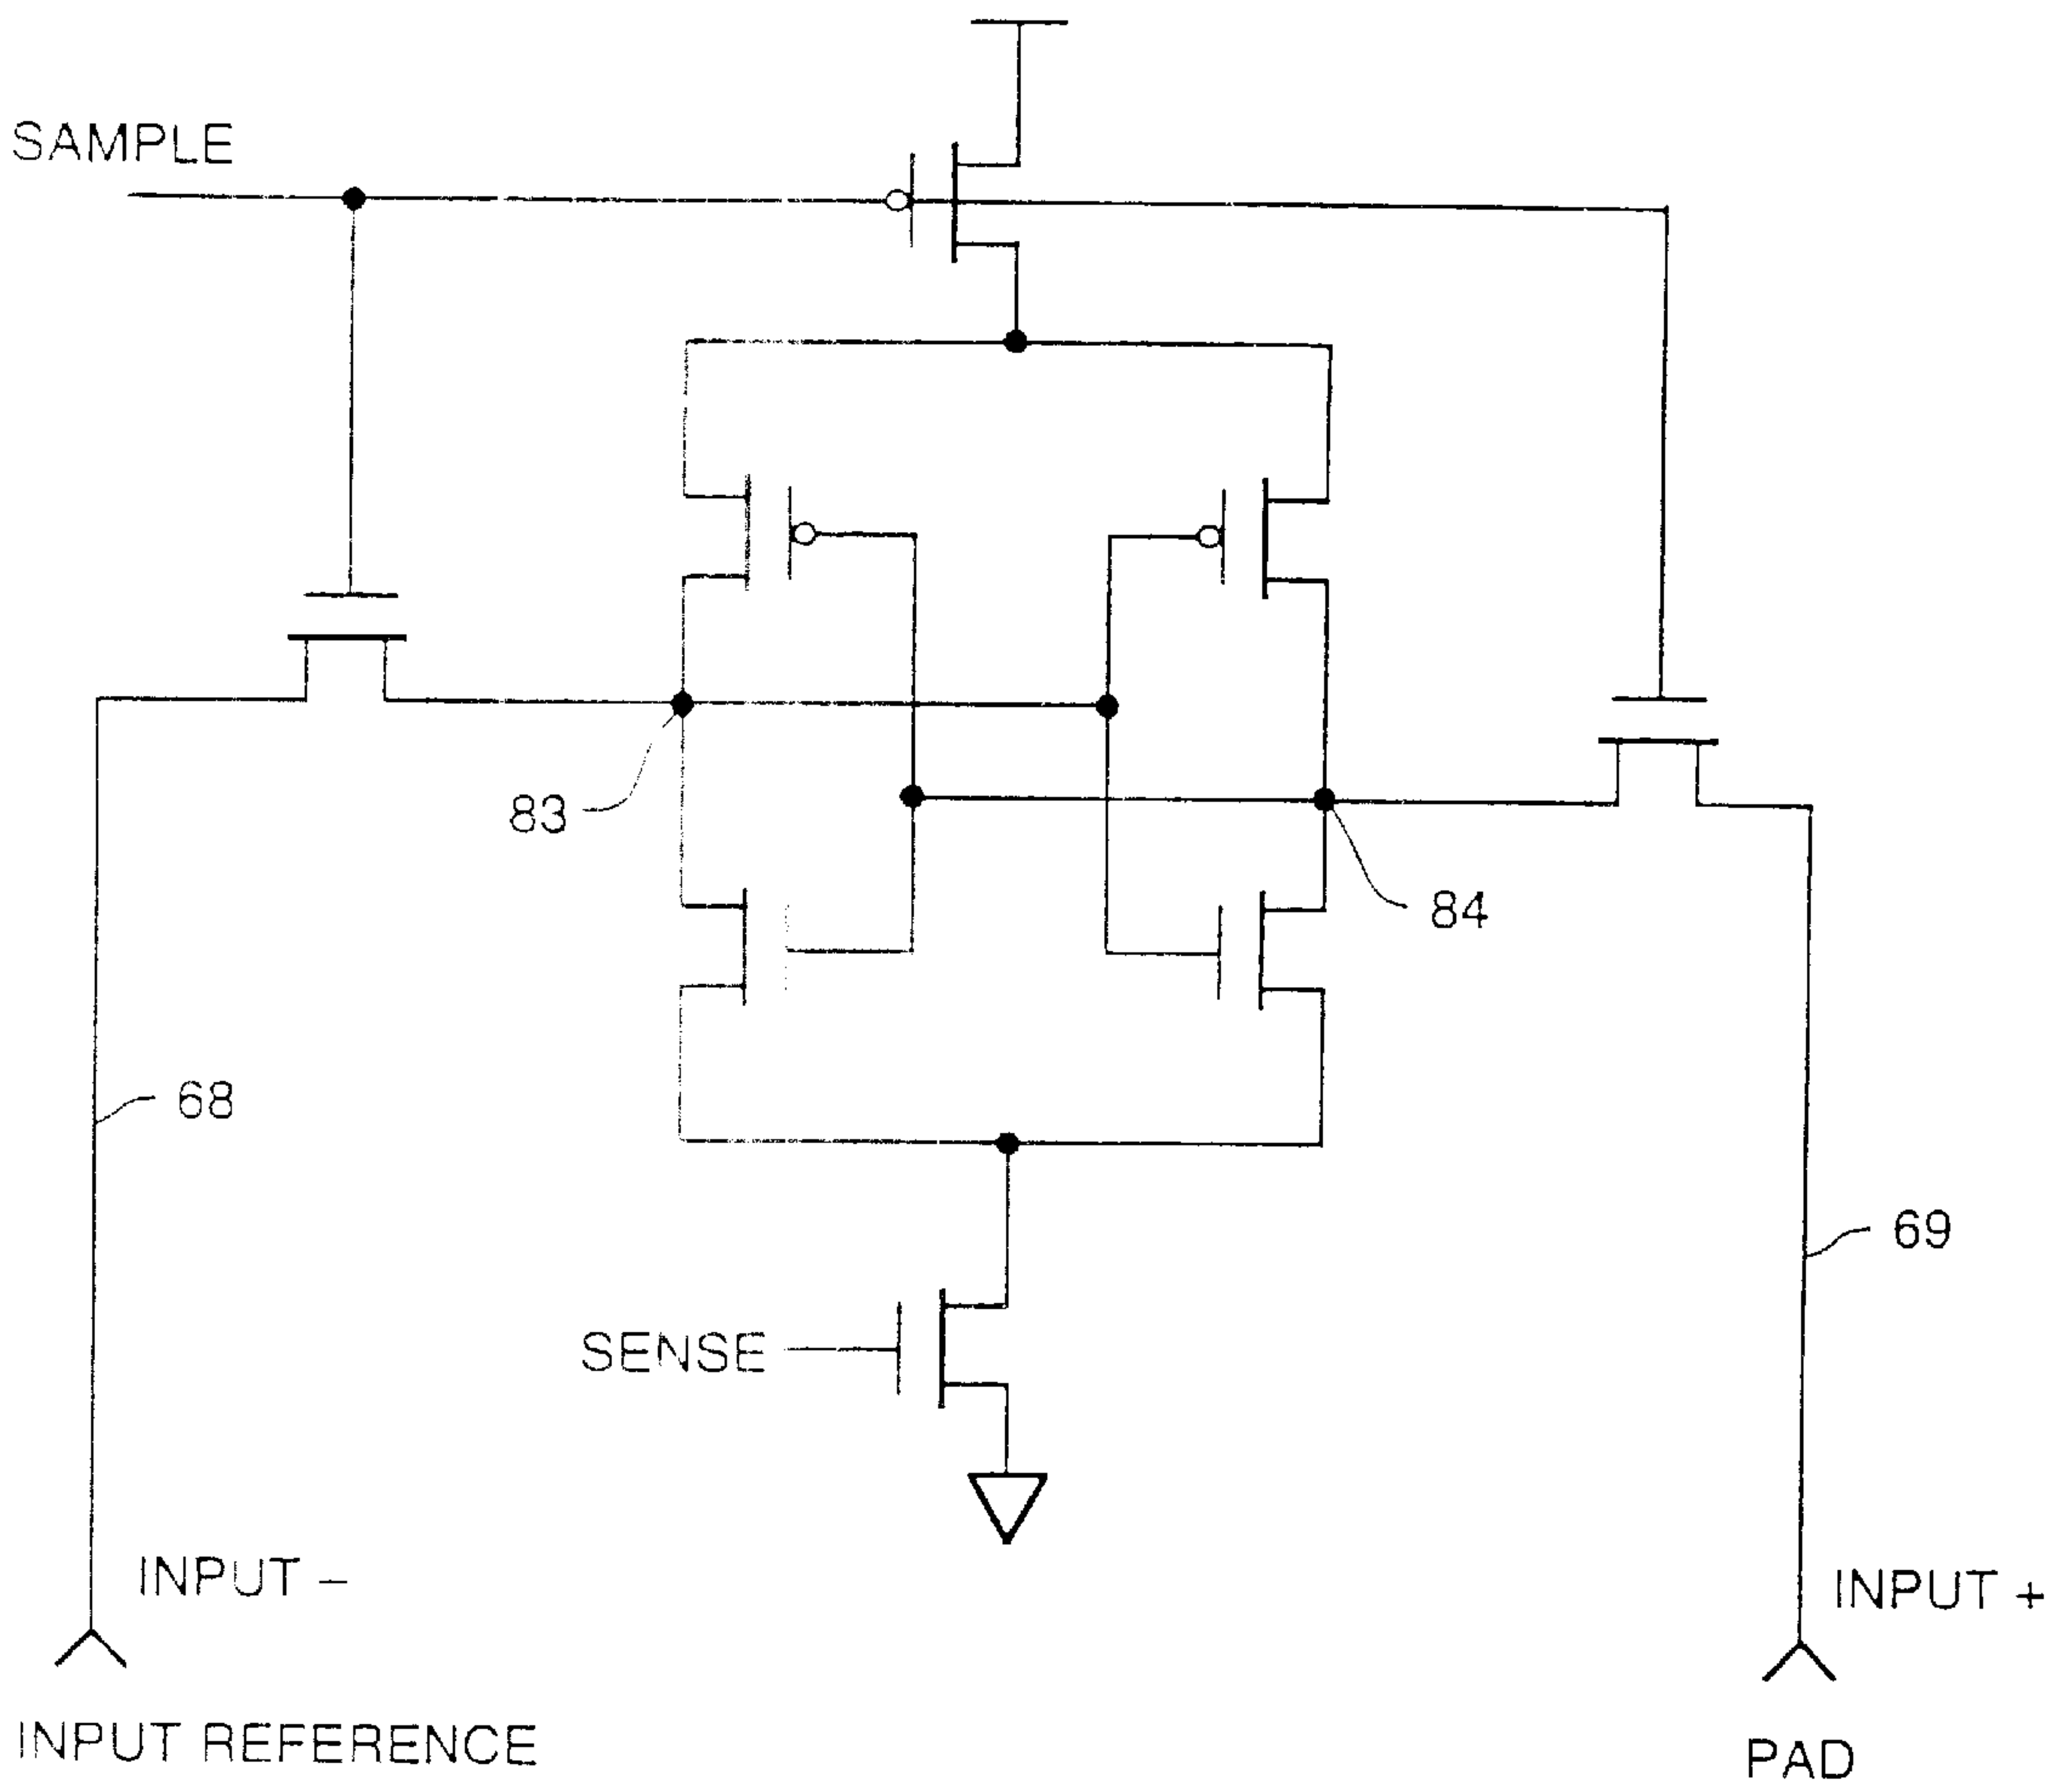 SAMPLE
83
84
68
69
SENSE
INPUT –
INPUT +
INPUT REFERENCE
PAD